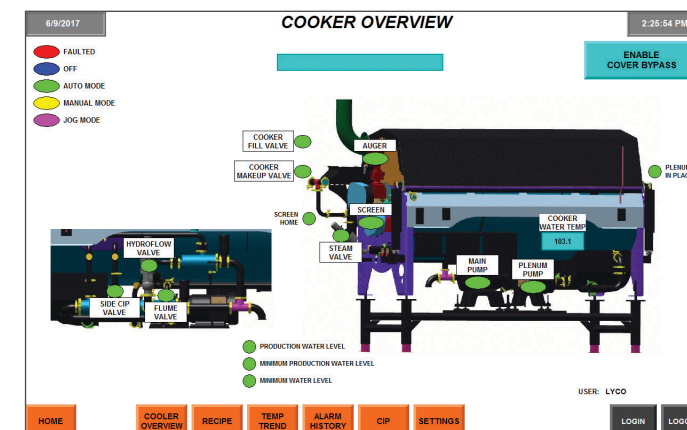 6/9/2017
COOKER OVERVIEW
2:25:54 PM
FAULTED
OFF
AUTO MODE
MANUAL MODE
JOG MODE
ENABLE
COVER BYPASS
COOKER
FILL VALVE
AUGER
COOKER
MAKEUP VALVE
PLENUM
IN PLAC
SCREEN
HOME
SCREEN
COOKER
WATER TEMP
103.1
STEAM
VALVE
HYDROFLOW
VALVE
MAIN
PUMP
PLENUM
PUMP
SIDE CIP
VALVE
FLUME
VALVE
PRODUCTION WATER LEVEL
MINIMUM PRODUCTION WATER LEVEL
MINIMUM WATER LEVEL
USER: LYCO
HOME
COOLER
OVERVIEW
RECIPE
TEMP
TREND
ALARM
HISTORY
CIP
SETTINGS
LOGIN
LOGO